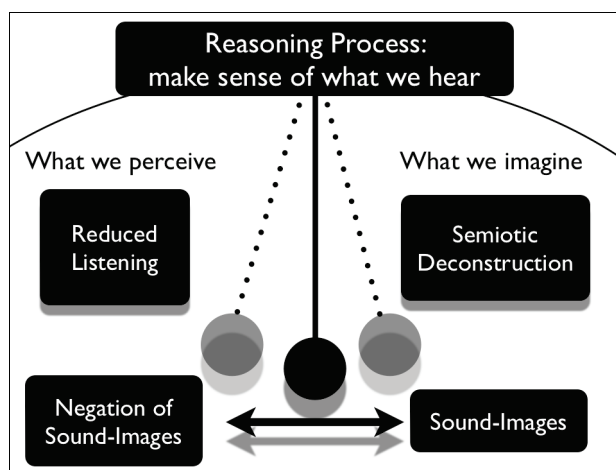 Reasoning Process:
make sense of what we hear
What we perceive
What we imagine
Reduced
Listening
Semiotic
Deconstruction
Negation of
Sound-Images
Sound-Images